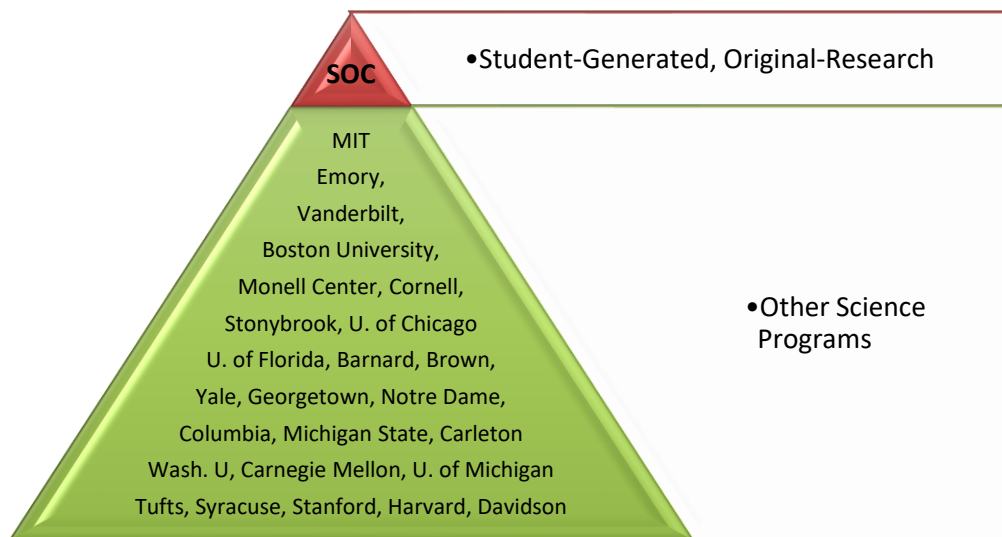 SOC
•Student-Generated, Original-Research
MIT
Emory,
Vanderbilt,
Boston University,
Monell Center, Cornell,
Stonybrook, U. of Chicago
U. of Florida, Barnard, Brown,
Yale, Georgetown, Notre Dame,
Columbia, Michigan State, Carleton
Wash. U, Carnegie Mellon, U. of Michigan
Tufts, Syracuse, Stanford, Harvard, Davidson
•Other Science
Programs